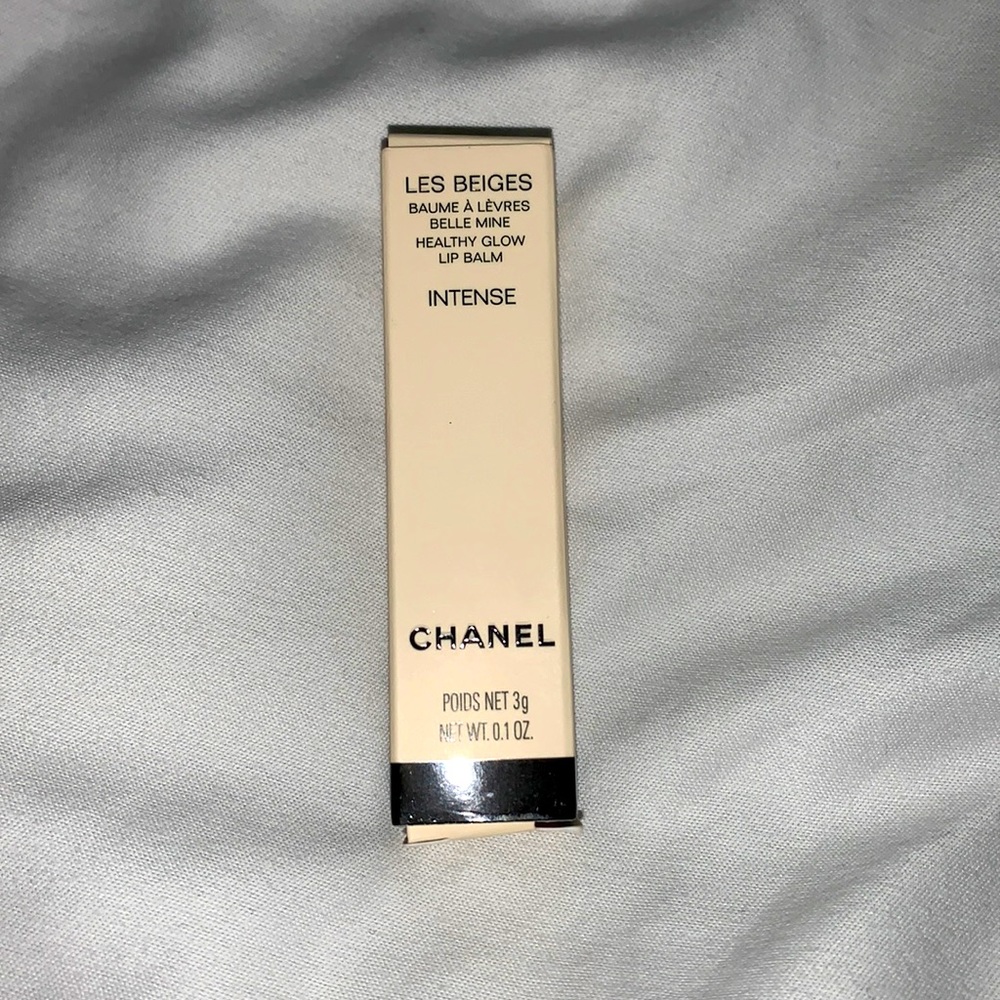 LES BEIGES
BAUME À LÈVRES
BELLE MINE
HEALTHY GLOW
LIP BALM
INTENSE
CHANEL
POIDS NET 3g
NET WT. 0.1 OZ.